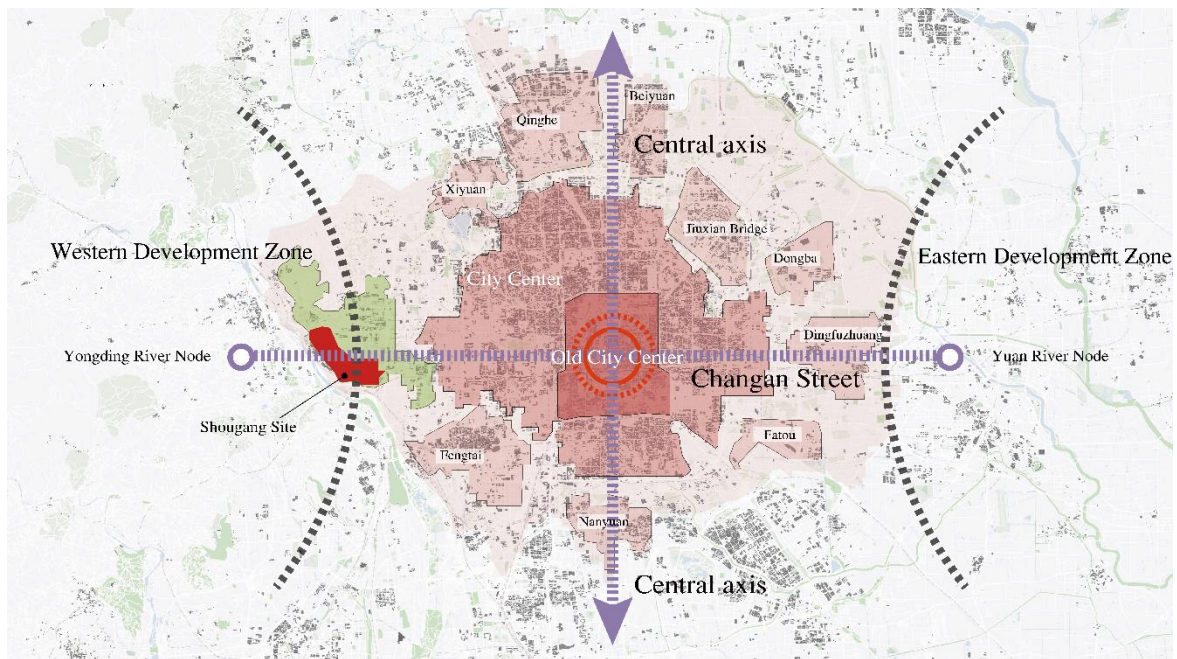 Beiyuan
Qinghe
Central axis
Xiyuan
Jiuxian Bridge
Western Development Zone
Eastern Development Zone
Dongba
City Center
Dingfuzhuang
Yongding River Node
Old City Center
Yuan River Node
Changan Street
Shougang Site
Fatou
Fengtai
Nanyuan
Central axis